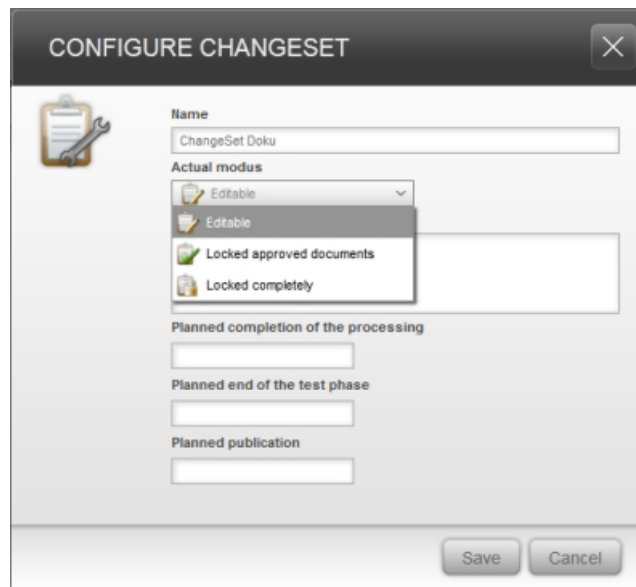 CONFIGURE CHANGESET
Name
ChangeSet Doku
Actual modus
Editable
Editable
Locked approved documents
Locked completely
Planned completion of the processing
Planned end of the test phase
Planned publication
Save Cancel